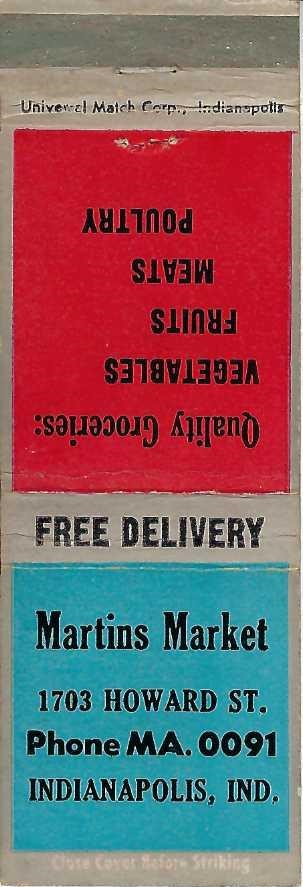 Universal Match Corp., Indianapolis
Quality Groceries:
VEGETABLES
FRUITS
MEATS
POULTRY
FREE DELIVERY
Martins Market
1703 HOWARD ST.
Phone MA. 0091
INDIANAPOLIS, IND.
Close Cover Before Striking